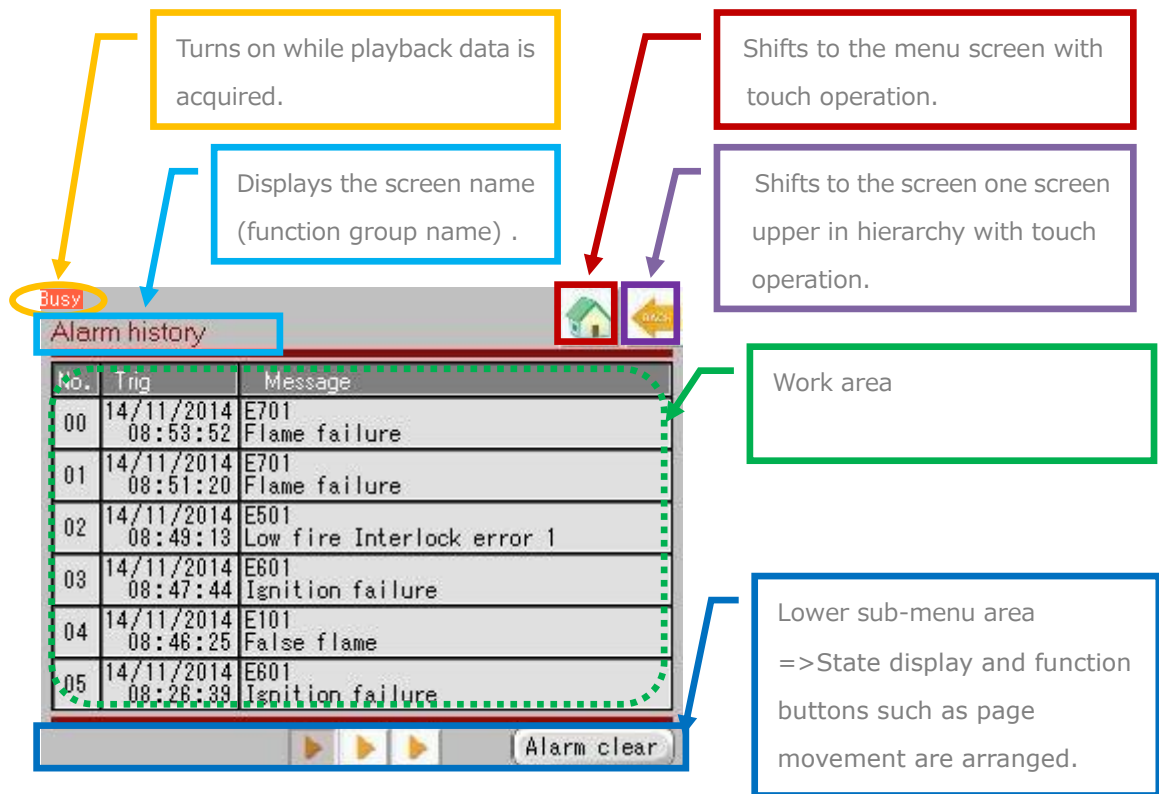 Turns on while playback data is
acquired.
Shifts to the menu screen with
touch operation.
Displays the screen name
(function group name) .
Shifts to the screen one screen
upper in hierarchy with touch
operation.
Busy
Alarm history
BACK
No. Trig Message
00 14/11/2014 08:53:52 E701 Flame failure
01 14/11/2014 08:51:20 E701 Flame failure
02 14/11/2014 08:49:13 E501 Low fire Interlock error 1
03 14/11/2014 08:47:44 E601 Ignition failure
04 14/11/2014 08:46:25 E101 False flame
05 14/11/2014 08:26:39 E601 Ignition failure
Work area
Alarm clear
Lower sub-menu area
=>State display and function
buttons such as page
movement are arranged.